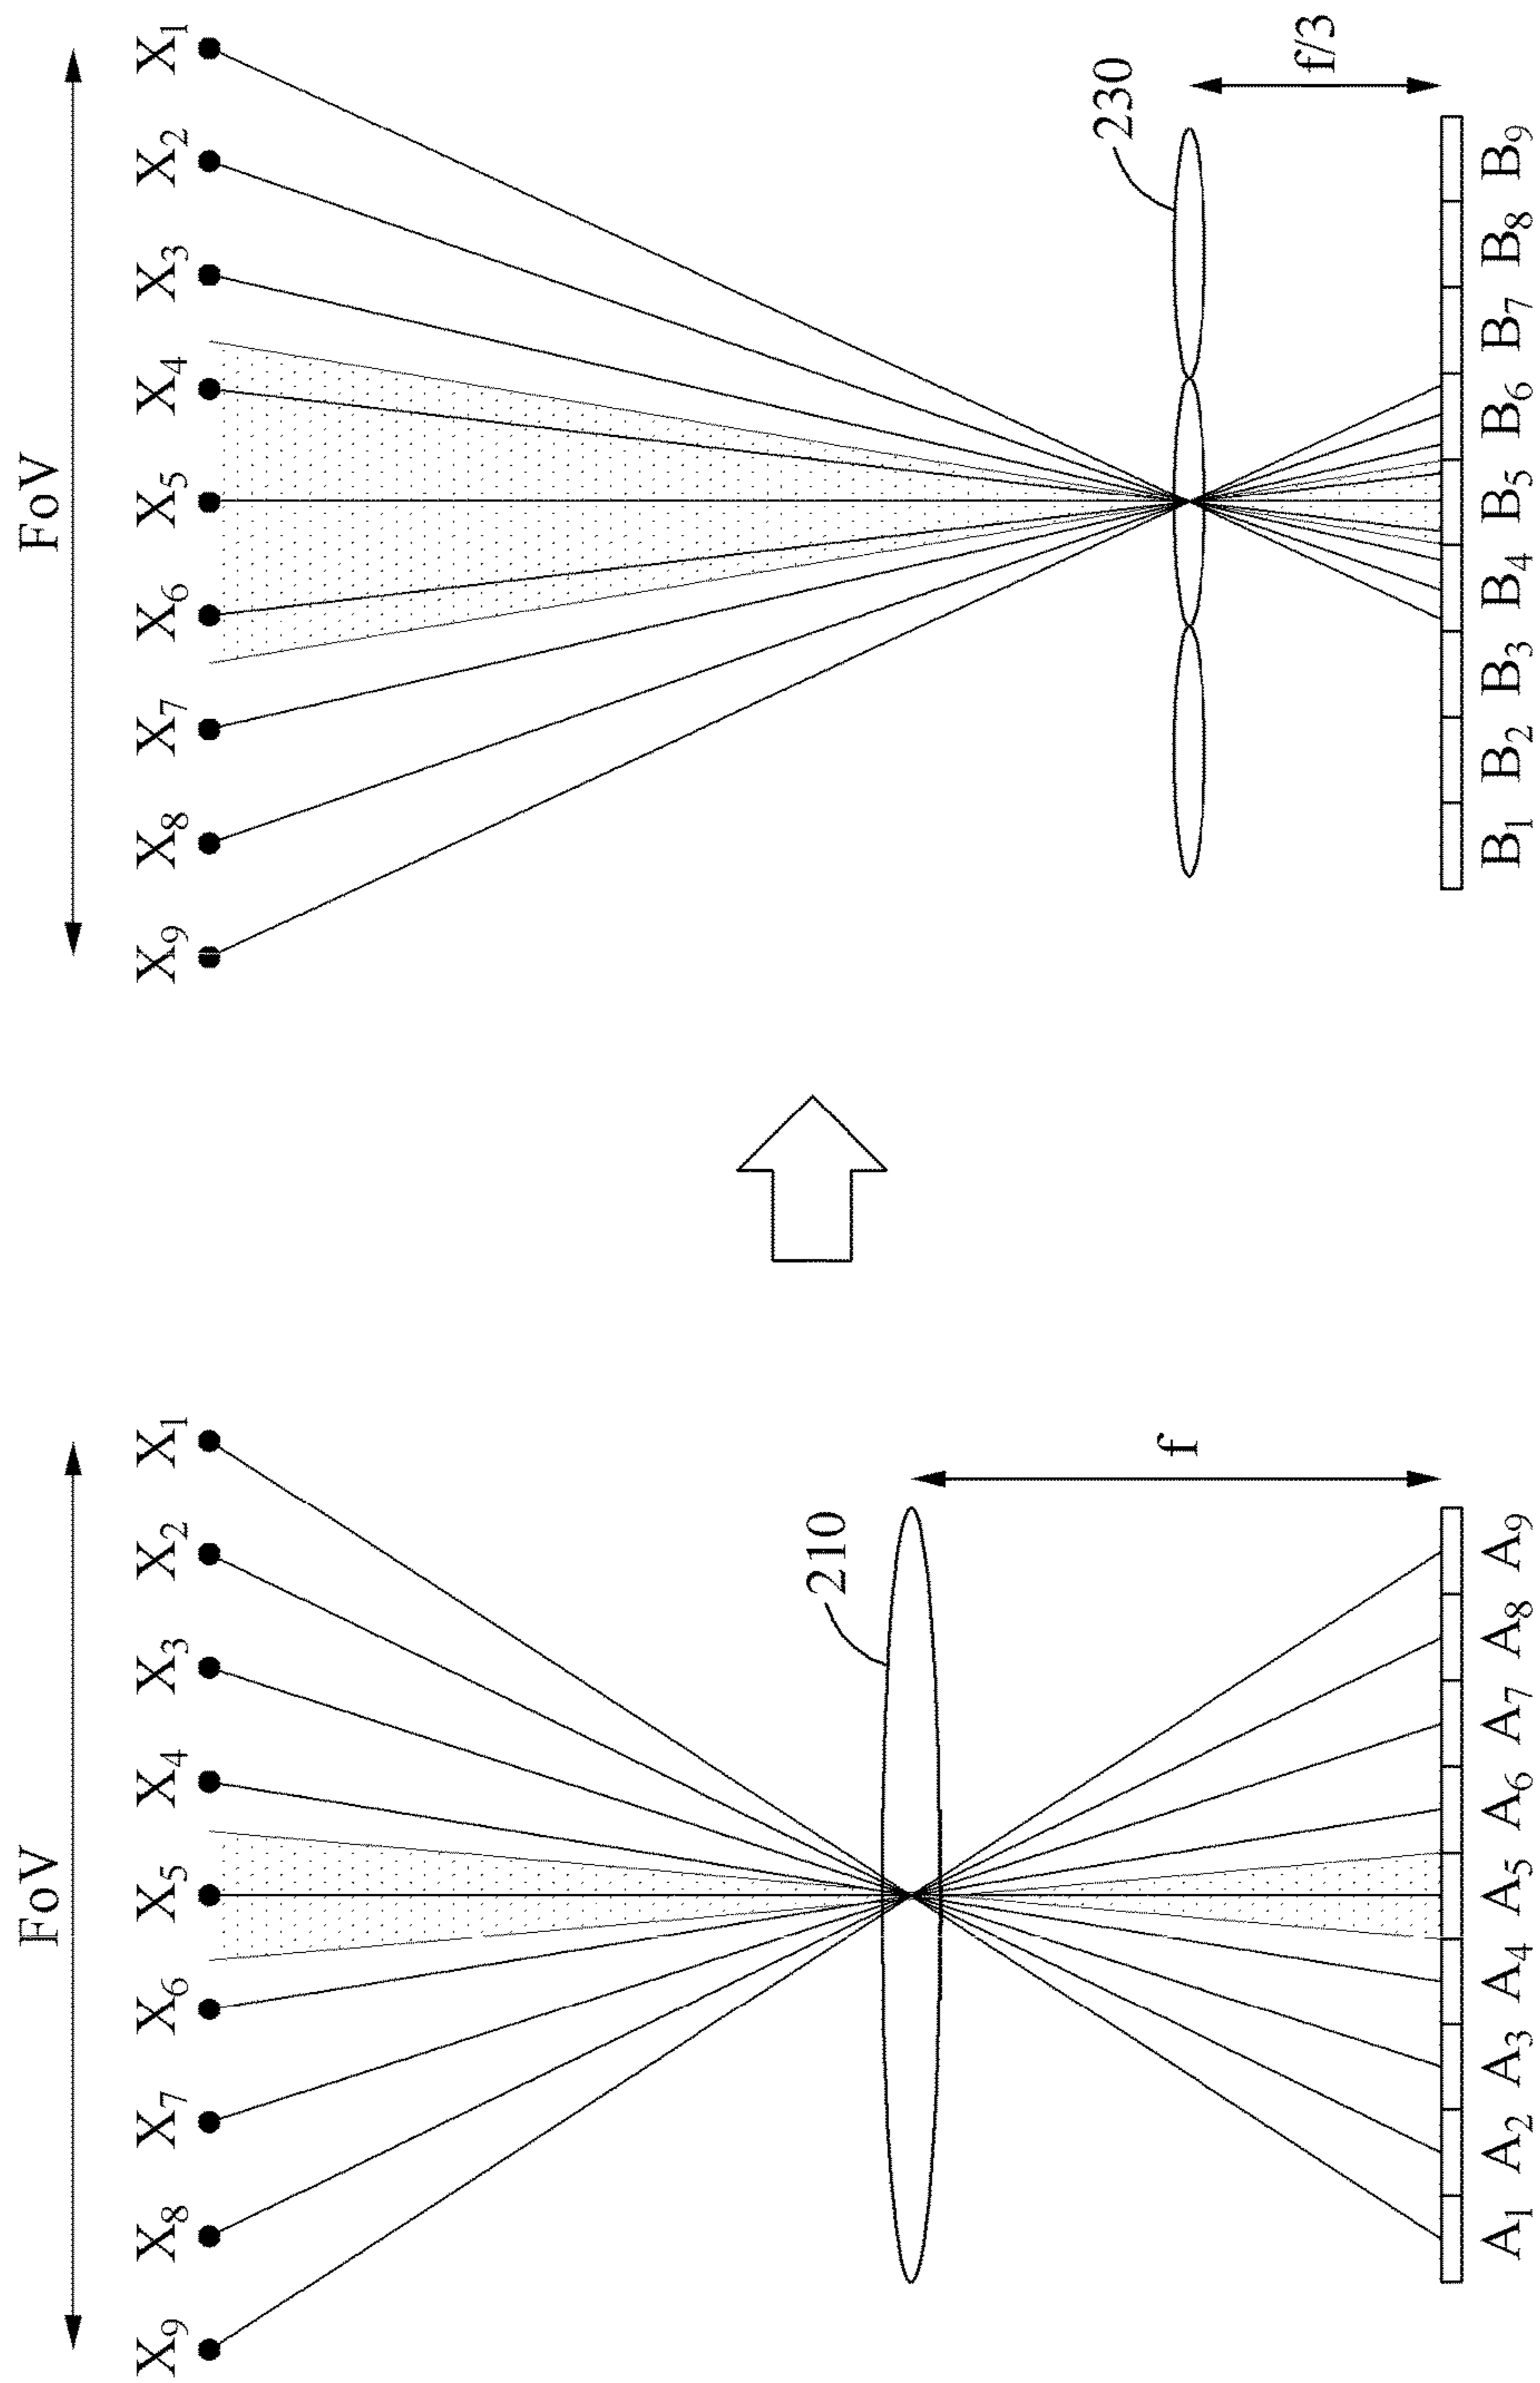 FoV
X₉ X₈ X₇ X₆ X₅ X₄ X₃ X₂ X₁
210
f
A₁ A₂ A₃ A₄ A₅ A₆ A₇ A₈ A₉
FoV
X₉ X₈ X₇ X₆ X₅ X₄ X₃ X₂ X₁
230
f/3
B₁ B₂ B₃ B₄ B₅ B₆ B₇ B₈ B₉